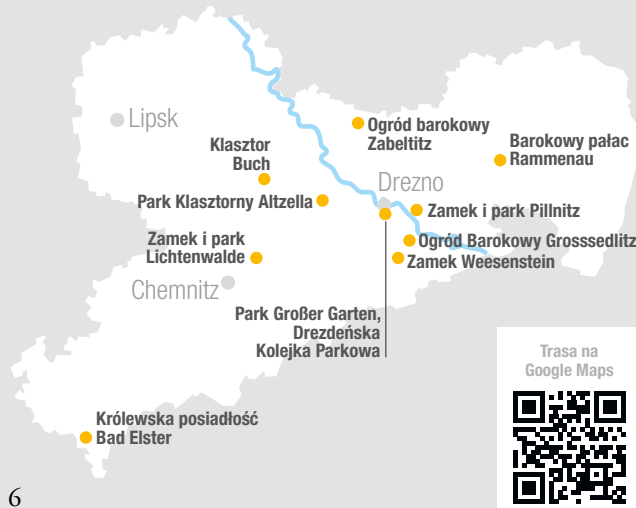 Lipsk
Ogród barokowy
Zabeltitz
Barokowy pałac
Rammenau
Klasztor
Buch
Drezno
Park Klasztorny Altzella
Zamek i park Pillnitz
Zamek i park
Lichtenwalde
Ogród Barokowy Grosssedlitz
Zamek Weesenstein
Chemnitz
Park Großer Garten,
Drezdeńska
Kolejka Parkowa
Trasa na
Google Maps
Królewska posiadłość
Bad Elster
6